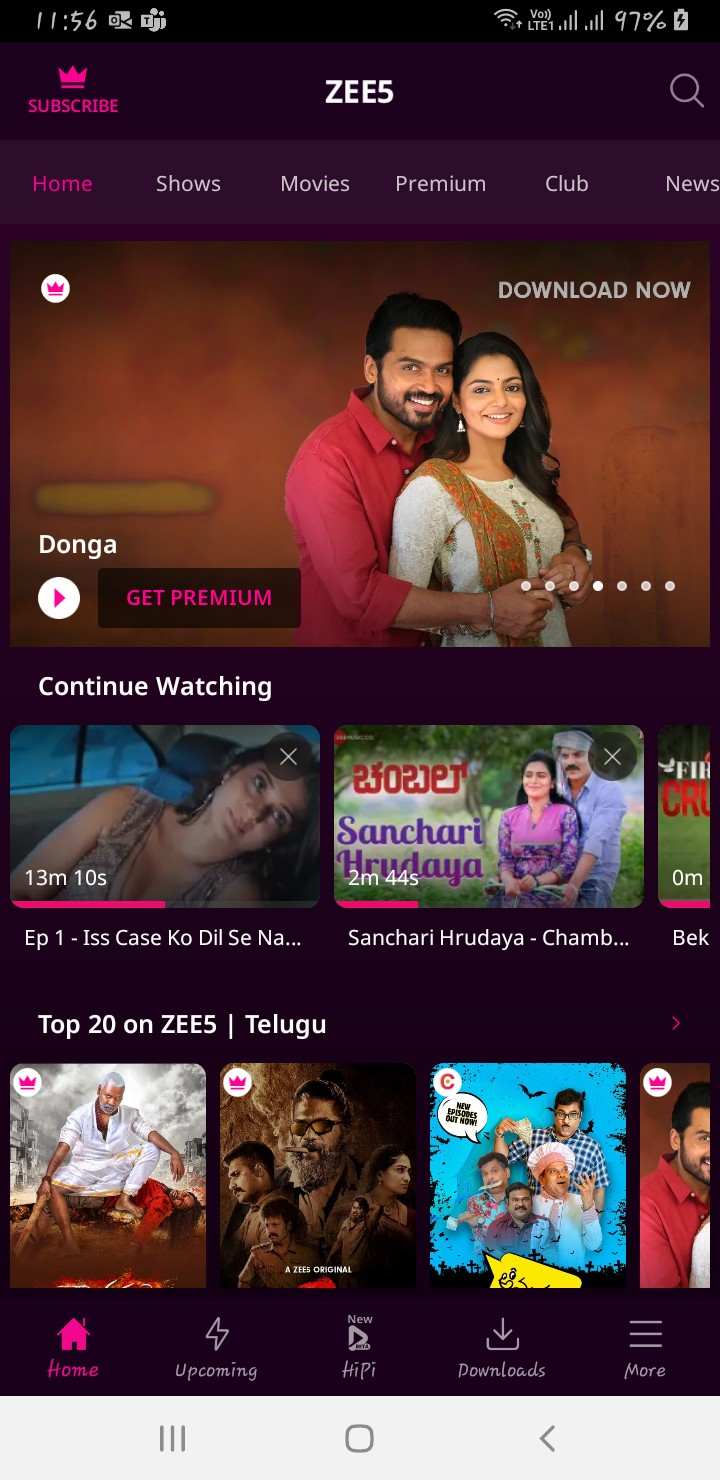 11:56
Vo))
LTE1
97%
SUBSCRIBE
ZEE5
Home Shows Movies Premium Club News
DOWNLOAD NOW
Donga
GET PREMIUM
Continue Watching
ಚಂಬಲ್
Sanchari
Hrudaya
FIR
CRU
13m 10s
2m 44s
0m
Ep 1 - Iss Case Ko Dil Se Na...
Sanchari Hrudaya - Chamb...
Bek
Top 20 on ZEE5 | Telugu
NEW
EPISODES
OUT NOW!
A ZEE5 ORIGINAL
New
BETA
Home Upcoming HiPi Downloads More